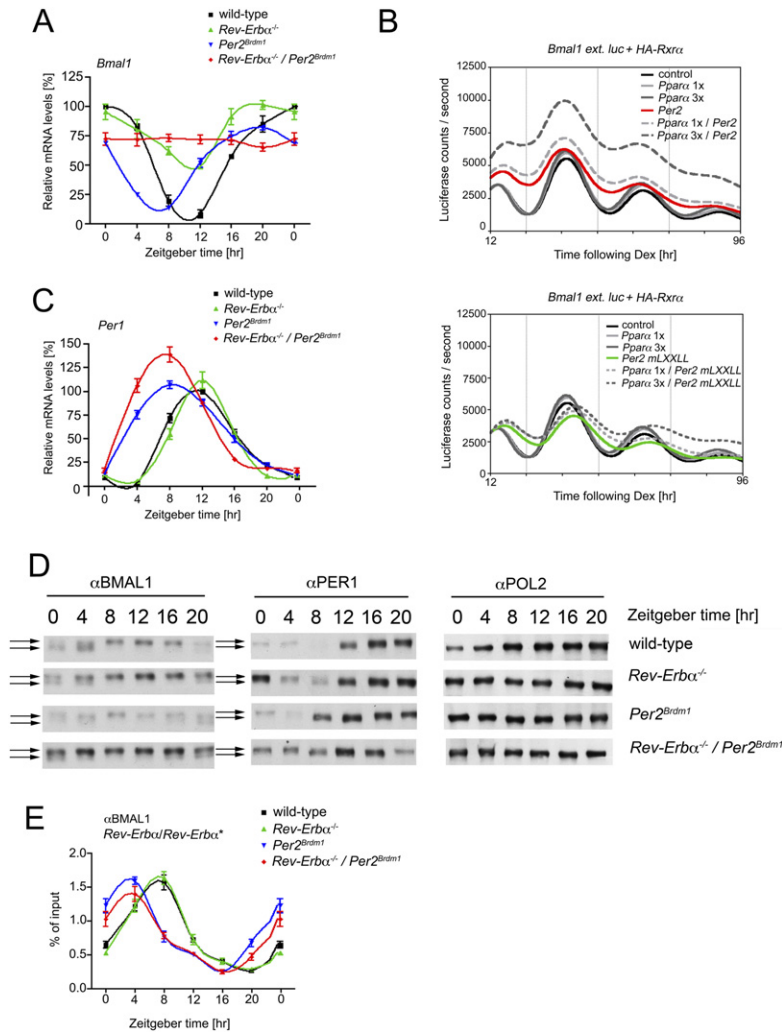 A
wild-type
Rev-Erbα-/-
Per2Brdm1
Rev-Erbα-/- / Per2Brdm1
Bmal1
Relative mRNA levels [%]
125
100
75
50
25
0
0 4 8 12 16 20 0
Zeitgeber time [hr]
B
Bmal1 ext. luc + HA-Rxrα
control
Pparα 1x
Pparα 3x
Per2
Pparα 1x / Per2
Pparα 3x / Per2
Luciferase counts / second
12500
10000
7500
5000
2500
0
12 96
Time following Dex [hr]
C
wild-type
Rev-Erbα-/-
Per2Brdm1
Rev-Erbα-/- / Per2Brdm1
Per1
Relative mRNA levels [%]
150
125
100
75
50
25
0
0 4 8 12 16 20 0
Zeitgeber time [hr]
Bmal1 ext. luc + HA-Rxrα
control
Pparα 1x
Pparα 3x
Per2 mLXXLL
Pparα 1x / Per2 mLXXLL
Pparα 3x / Per2 mLXXLL
Luciferase counts / second
12500
10000
7500
5000
2500
0
12 96
Time following Dex [hr]
D
αBMAL1 αPER1 αPOL2
0 4 8 12 16 20 0 4 8 12 16 20 0 4 8 12 16 20 Zeitgeber time [hr]
wild-type
Rev-Erbα-/-
Per2Brdm1
Rev-Erbα-/- / Per2Brdm1
E
αBMAL1
Rev-Erbα/Rev-Erbα*
wild-type
Rev-Erbα-/-
Per2Brdm1
Rev-Erbα-/- / Per2Brdm1
% of input
2.0
1.5
1.0
0.5
0.0
0 4 8 12 16 20 0
Zeitgeber time [hr]